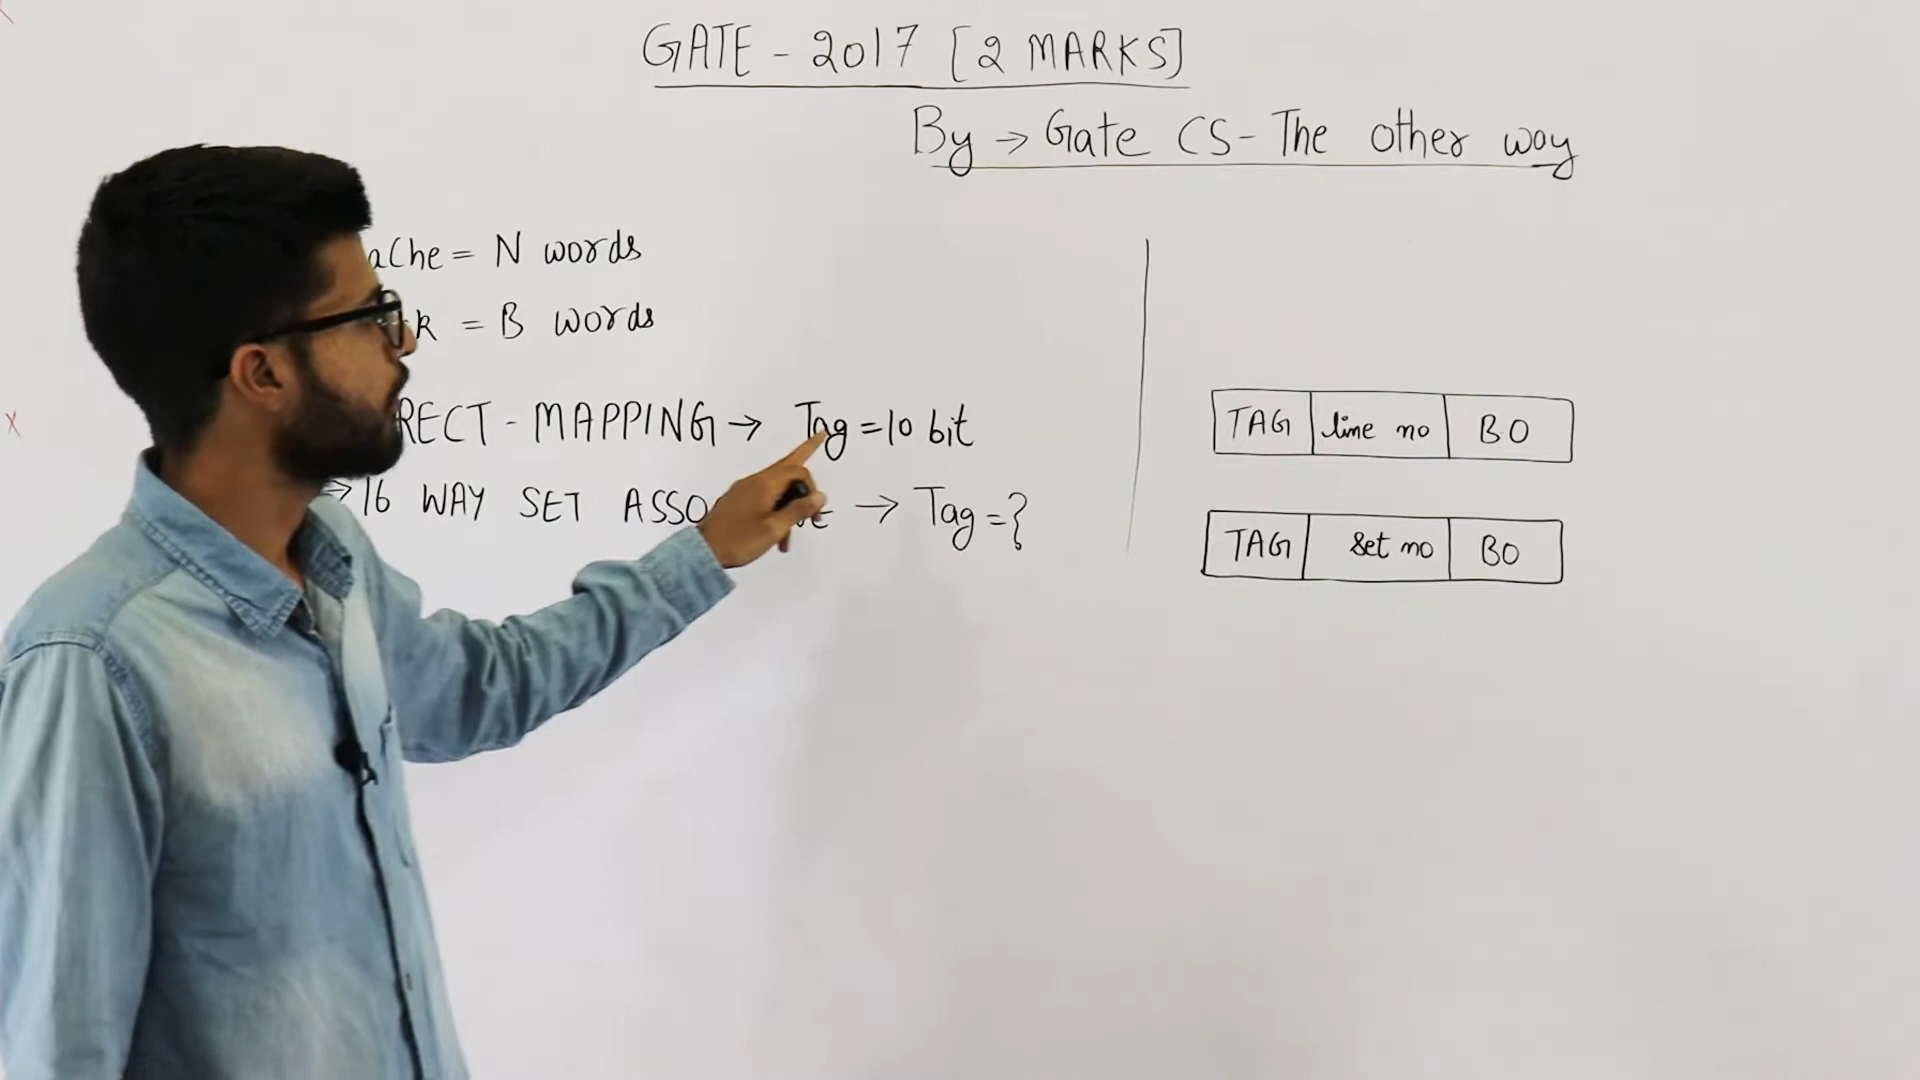 GATE - 2017 [2 MARKS]
By → Gate CS - The other way
aChe = N words
k = B words
RECT - MAPPING → Tag = 10 bit
→ 16 WAY SET ASSO → Tag = ?
TAG line no B.O
TAG Set no BO